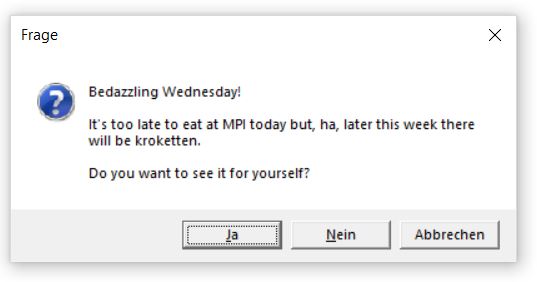 Frage
Bedazzling Wednesday!
It's too late to eat at MPI today but, ha, later this week there
will be kroketten.
Do you want to see it for yourself?
Ja
Nein
Abbrechen